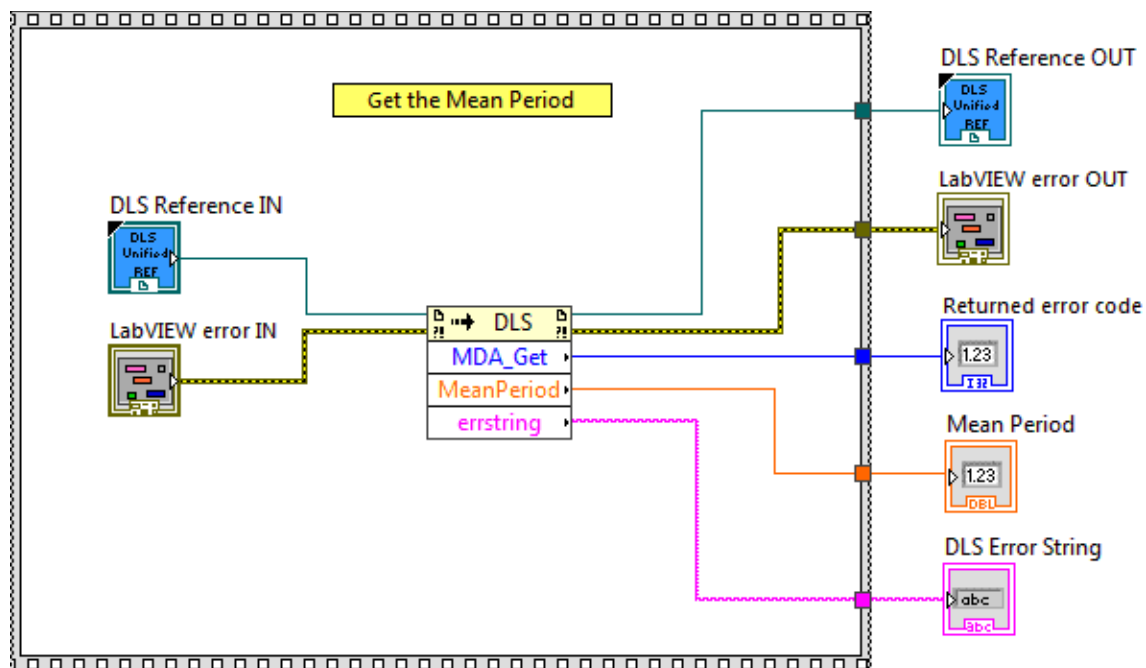 DLS Reference OUT
DLS
Unified
REF
Get the Mean Period
LabVIEW error OUT
DLS Reference IN
DLS
Unified
REF
?! DLS ?!
LabVIEW error IN
MDA_Get
MeanPeriod
errstring
Returned error code
1.23
I32
Mean Period
1.23
DBL
DLS Error String
abc
abc